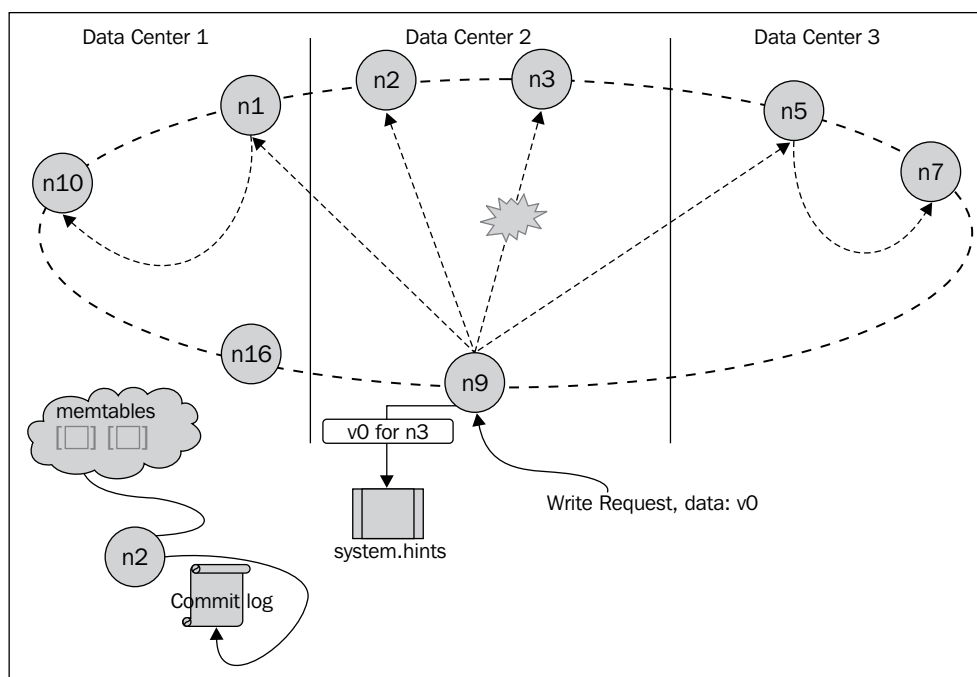 Data Center 1
Data Center 2
Data Center 3
n1
n2
n3
n5
n10
n7
n16
n9
memtables
[ ] [ ]
v0 for n3
Write Request, data: v0
system.hints
n2
Commit log